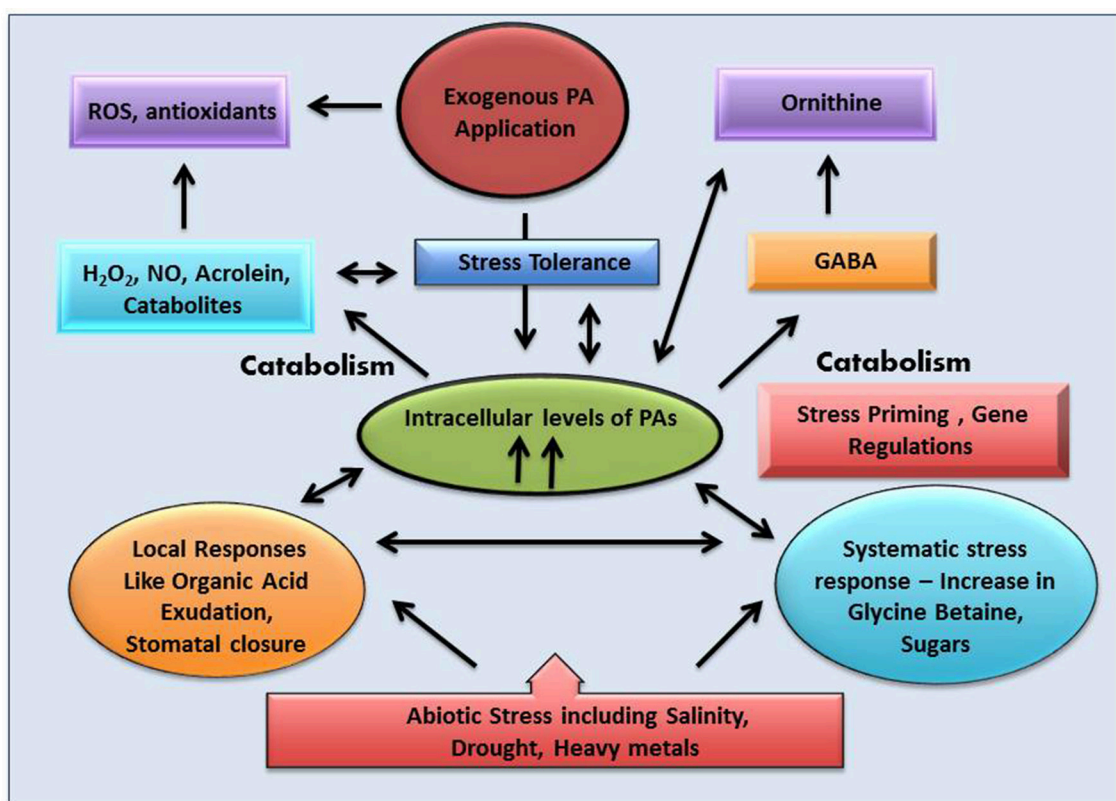 Exogenous PA
Application
ROS, antioxidants
Ornithine
H₂O₂, NO, Acrolein,
Catabolites
Stress Tolerance
GABA
Catabolism
Catabolism
Intracellular levels of PAs
Stress Priming , Gene
Regulations
Local Responses
Like Organic Acid
Exudation,
Stomatal closure
Systematic stress
response – Increase in
Glycine Betaine,
Sugars
Abiotic Stress including Salinity,
Drought, Heavy metals